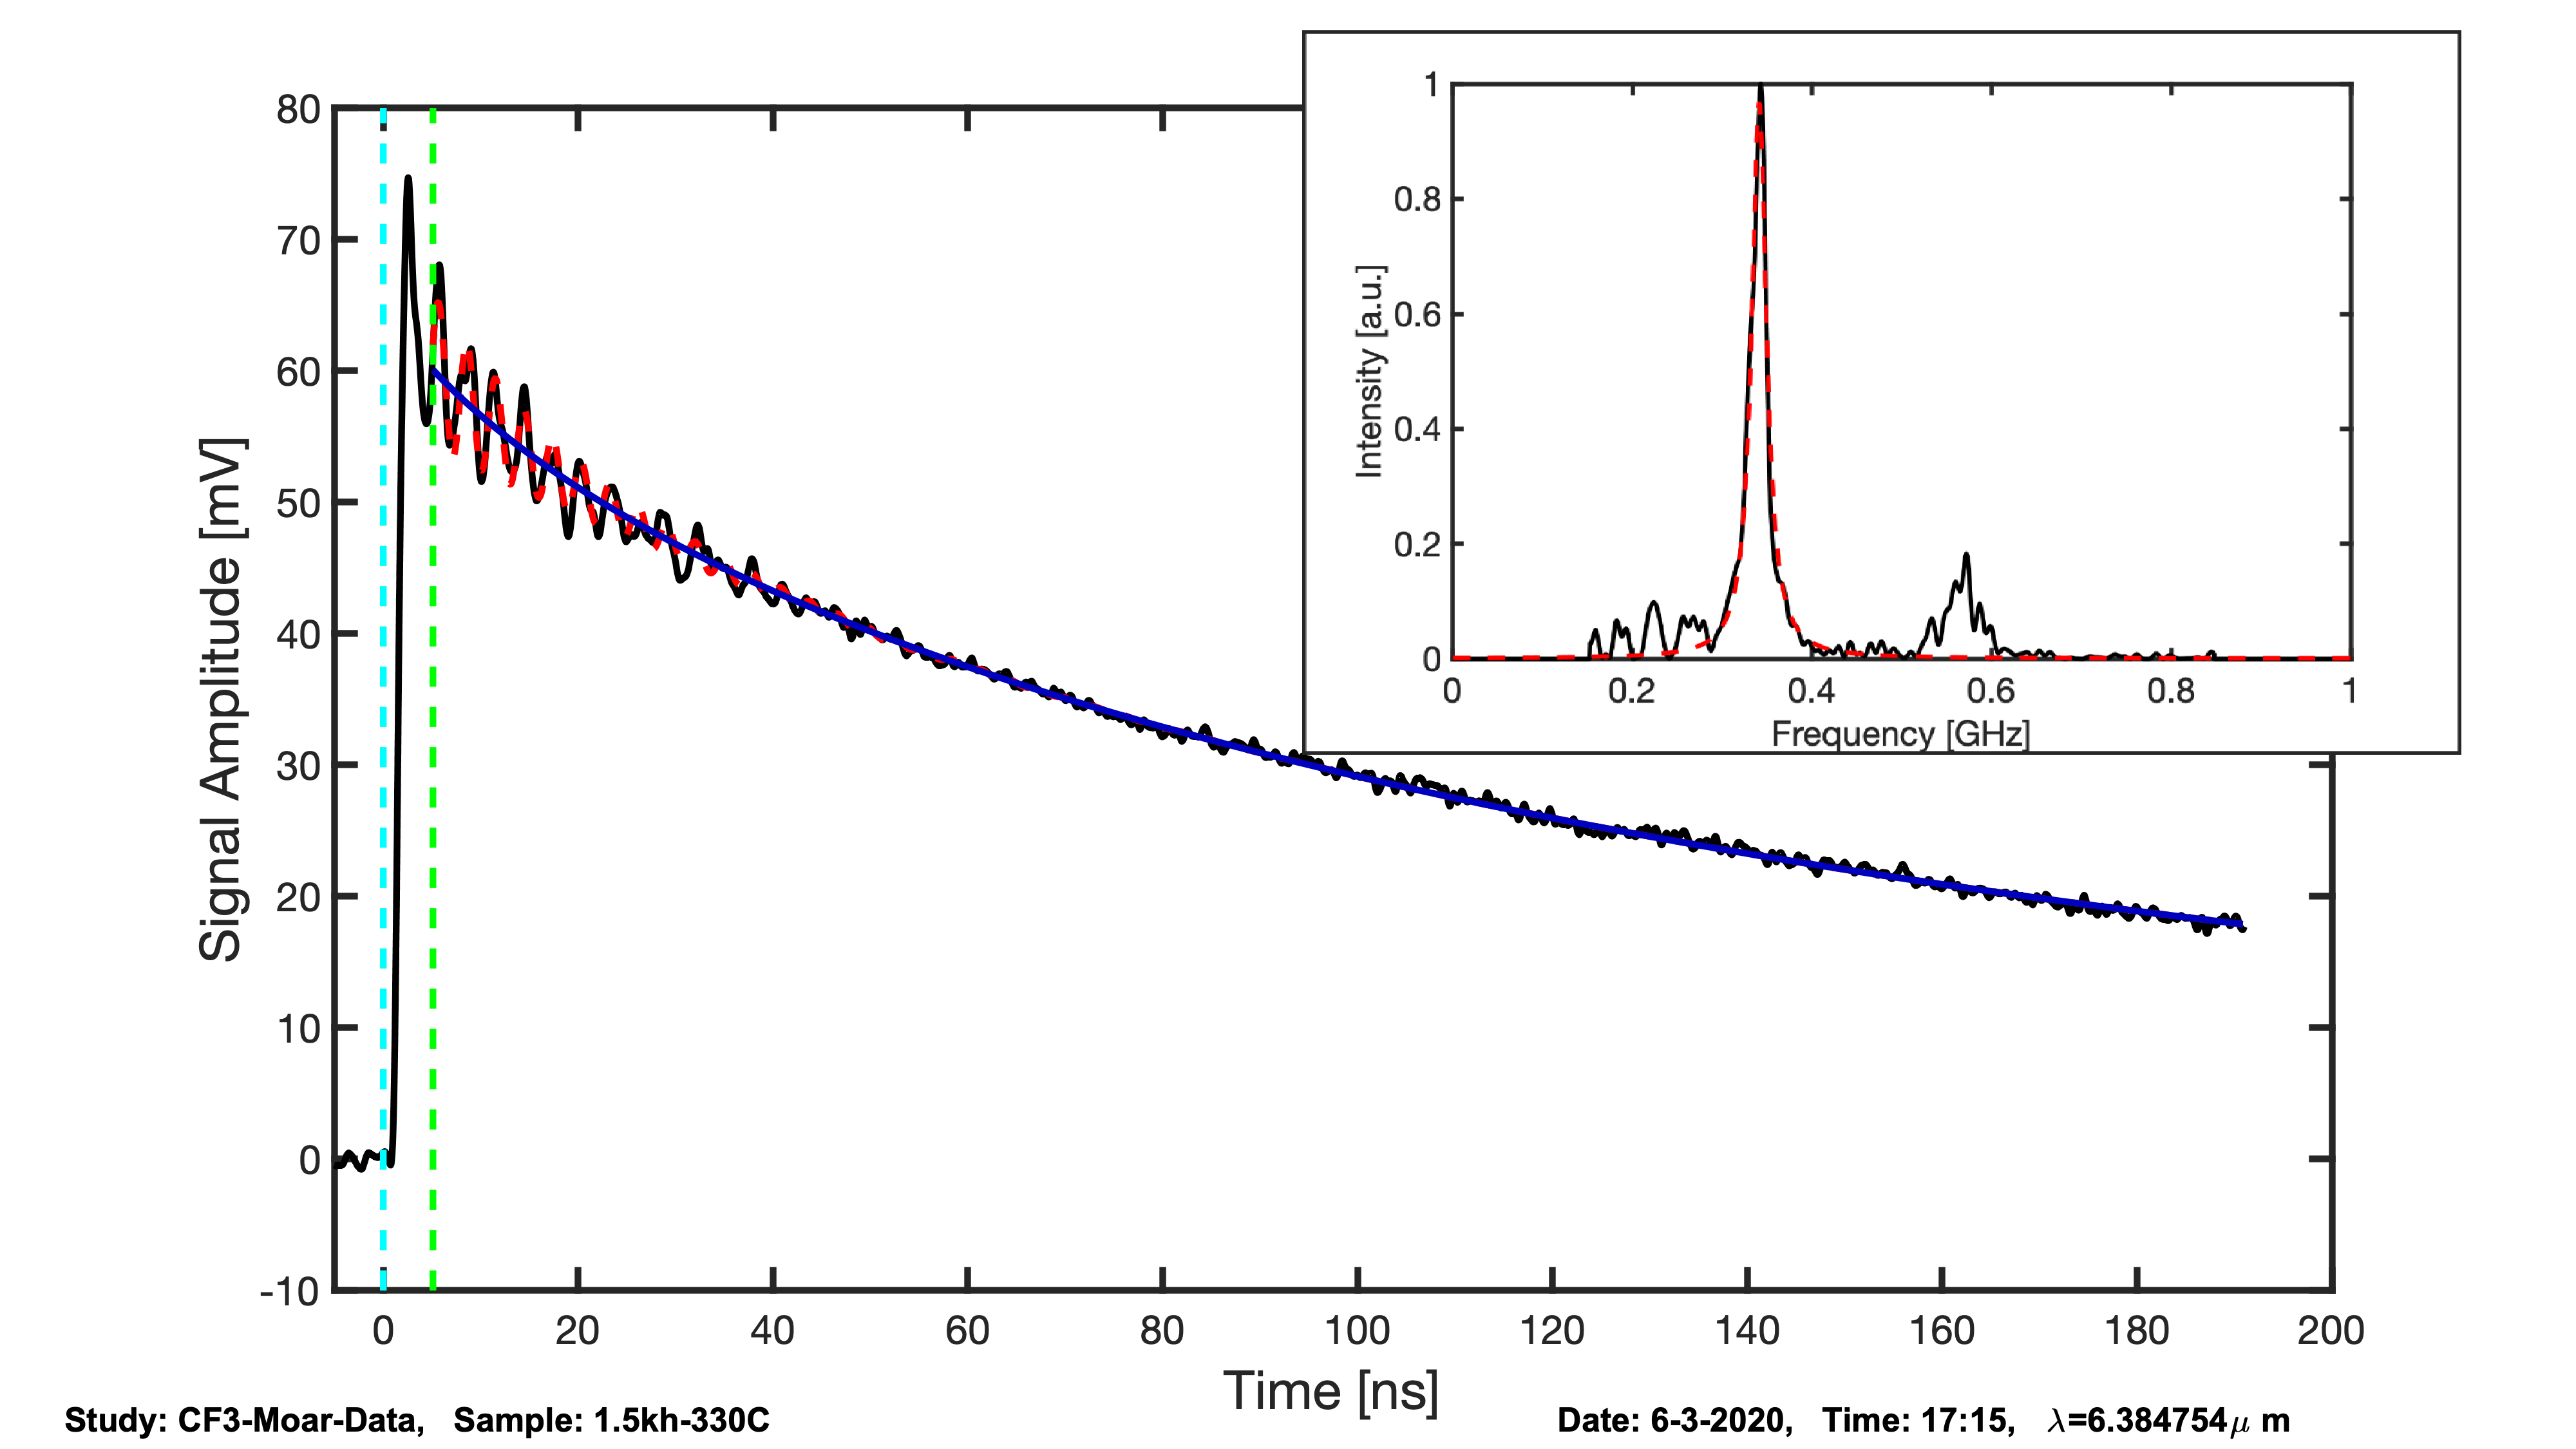 80
70
60
50
40
30
20
10
0
-10
Signal Amplitude [mV]
0 20 40 60 80 100 120 140 160 180 200
Time [ns]
1
0.8
0.6
0.4
0.2
0
Intensity [a.u.]
0 0.2 0.4 0.6 0.8 1
Frequency [GHz]
Study: CF3-Moar-Data, Sample: 1.5kh-330C
Date: 6-3-2020, Time: 17:15, λ=6.384754μ m